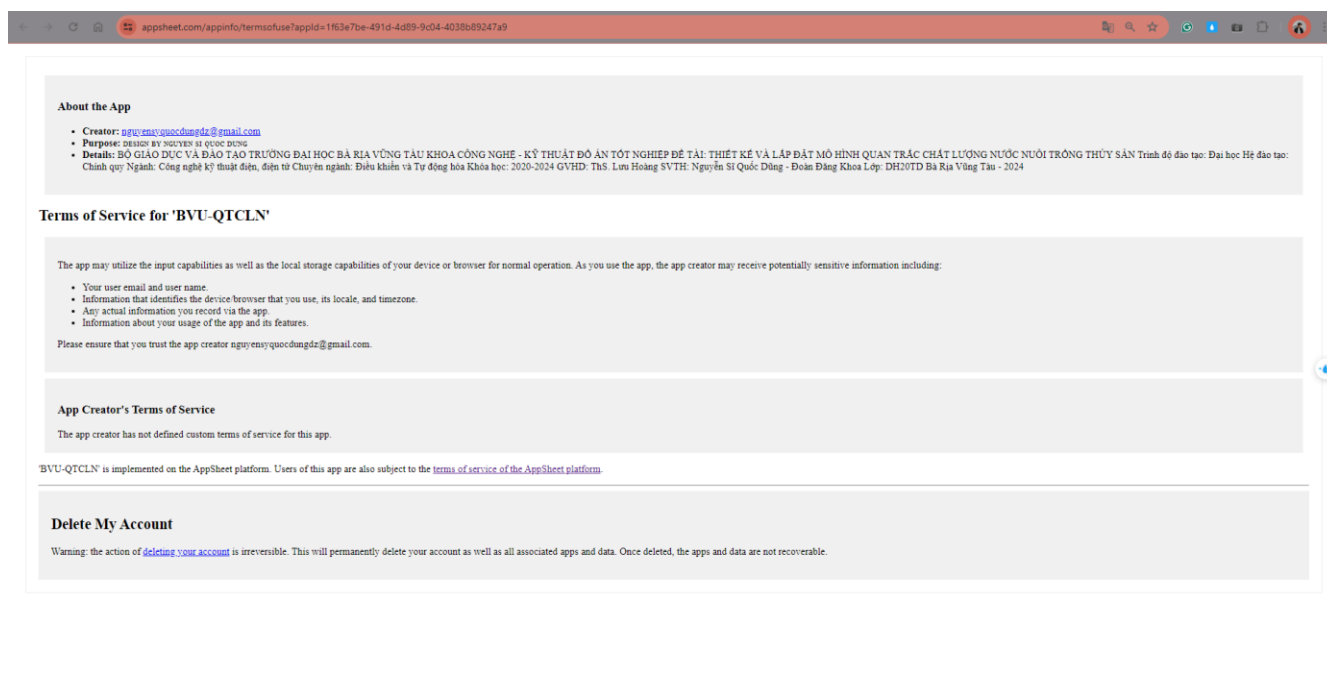 appsheet.com/appinfo/termsofuse?appId=1f63e7be-491d-4d89-9c04-4038b89247a9
About the App
• Creator: nguyensyquocdungdz@gmail.com
• Purpose: DESIGN BY NGUYEN SI QUOC DUNG
• Details: BỘ GIÁO DỤC VÀ ĐÀO TẠO TRƯỜNG ĐẠI HỌC BÀ RỊA VŨNG TÀU KHOA CÔNG NGHỆ - KỸ THUẬT ĐỒ ÁN TỐT NGHIỆP ĐỀ TÀI: THIẾT KẾ VÀ LẮP ĐẶT MÔ HÌNH QUAN TRẮC CHẤT LƯỢNG NƯỚC NUÔI TRỒNG THỦY SẢN Trình độ đào tạo: Đại học Hệ đào tạo:
Chính quy Ngành: Công nghệ kỹ thuật điện, điện tử Chuyên ngành: Điều khiển và Tự động hóa Khóa học: 2020-2024 GVHD: ThS. Lưu Hoàng SVTH: Nguyễn Sĩ Quốc Dũng - Đoàn Đăng Khoa Lớp: DH20TD Bà Rịa Vũng Tàu - 2024
Terms of Service for 'BVU-QTCLN'
The app may utilize the input capabilities as well as the local storage capabilities of your device or browser for normal operation. As you use the app, the app creator may receive potentially sensitive information including:
• Your user email and user name.
• Information that identifies the device/browser that you use, its locale, and timezone.
• Any actual information you record via the app.
• Information about your usage of the app and its features.
Please ensure that you trust the app creator nguyensyquocdungdz@gmail.com.
App Creator's Terms of Service
The app creator has not defined custom terms of service for this app.
'BVU-QTCLN' is implemented on the AppSheet platform. Users of this app are also subject to the terms of service of the AppSheet platform.
Delete My Account
Warning: the action of deleting your account is irreversible. This will permanently delete your account as well as all associated apps and data. Once deleted, the apps and data are not recoverable.